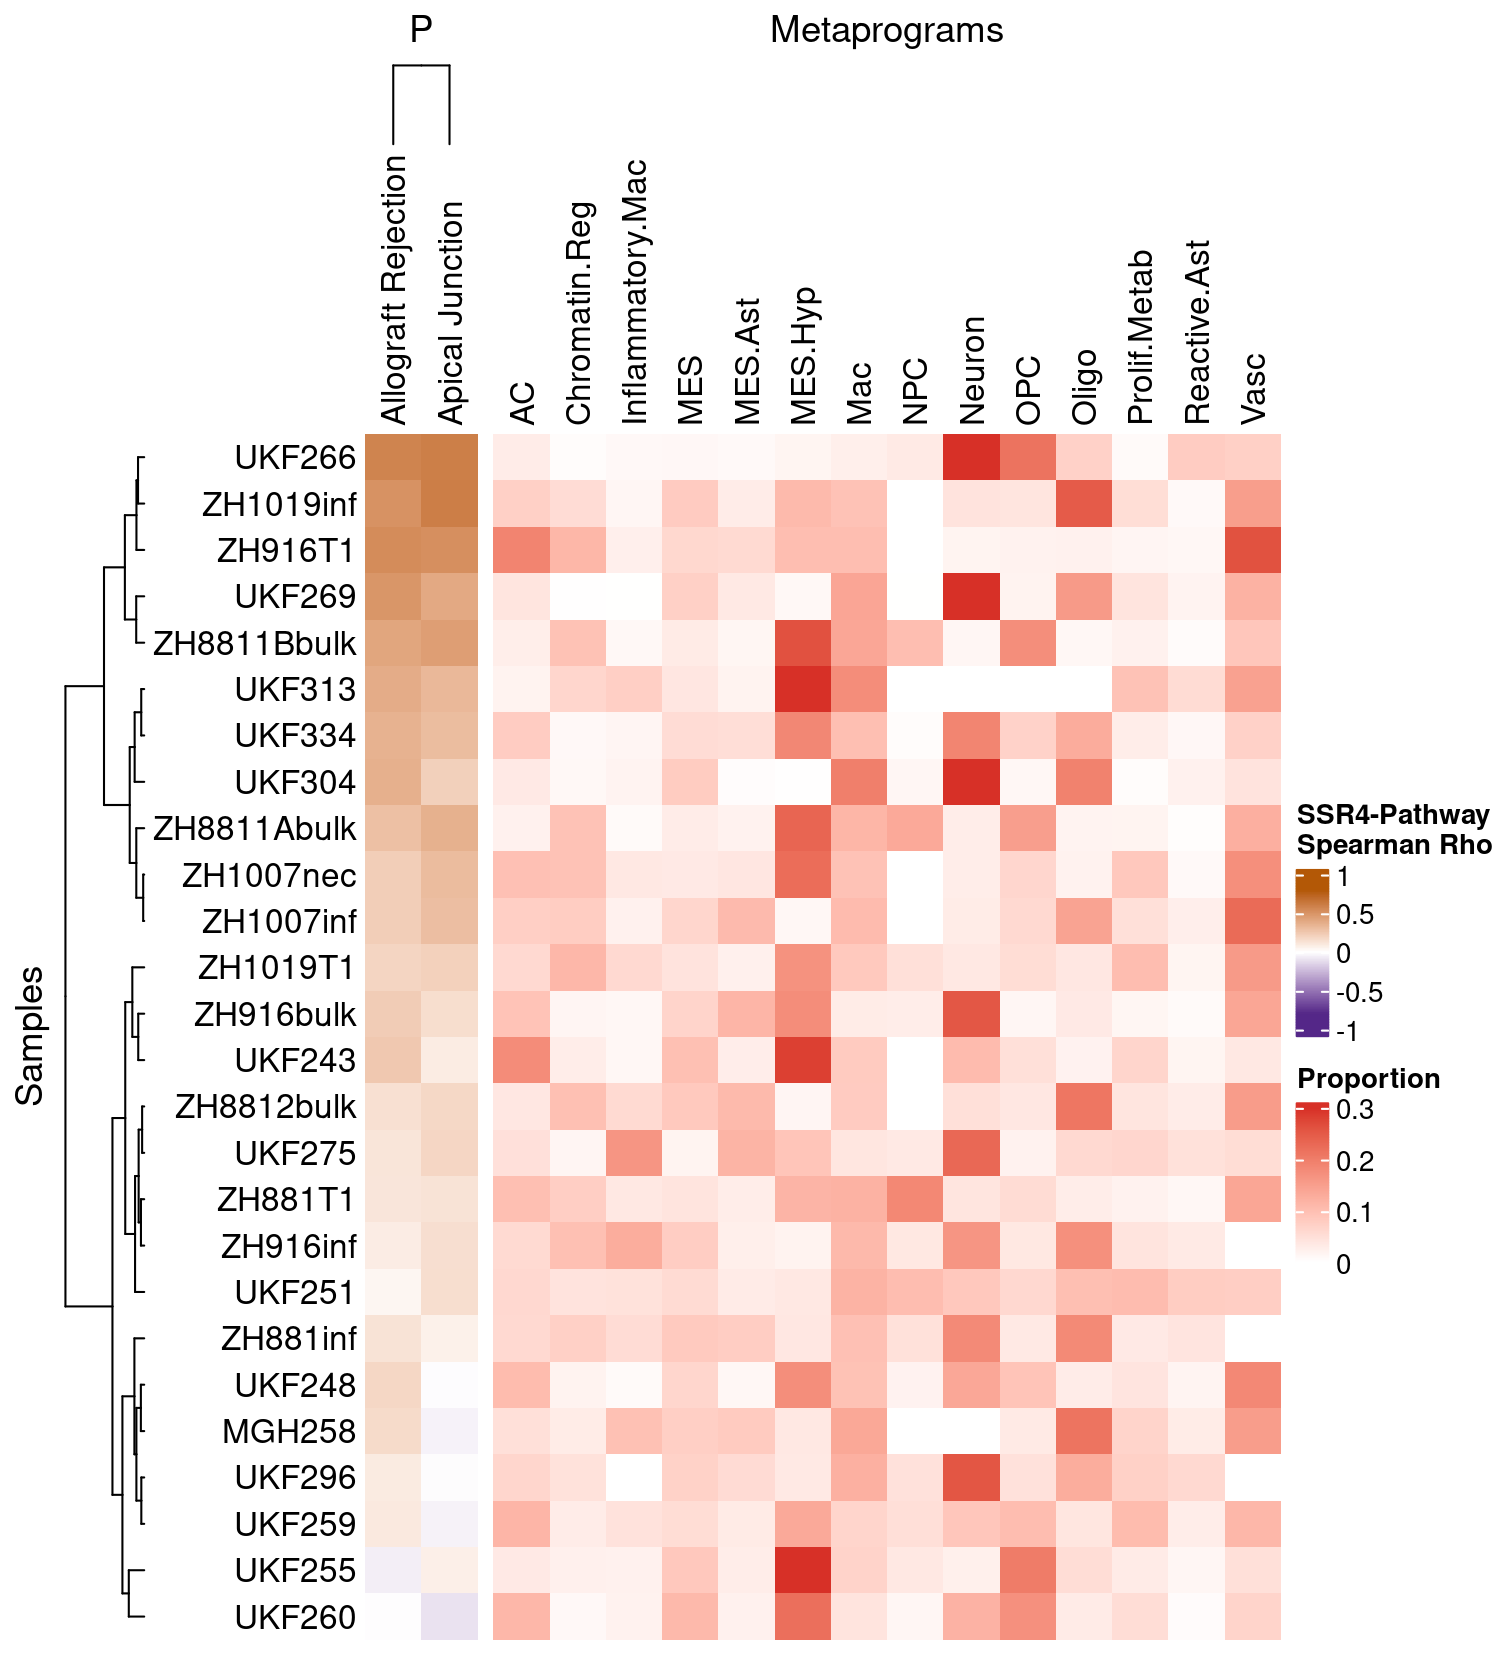 P
Metaprograms
Allograft Rejection
Apical Junction
AC
Chromatin.Reg
Inflammatory.Mac
MES
MES.Ast
MES.Hyp
Mac
NPC
Neuron
OPC
Oligo
Prolif.Metab
Reactive.Ast
Vasc
Samples
UKF266
ZH1019inf
ZH916T1
UKF269
ZH8811Bbulk
UKF313
UKF334
UKF304
ZH8811Abulk
ZH1007nec
ZH1007inf
ZH1019T1
ZH916bulk
UKF243
ZH8812bulk
UKF275
ZH881T1
ZH916inf
UKF251
ZH881inf
UKF248
MGH258
UKF296
UKF259
UKF255
UKF260
SSR4-Pathway
Spearman Rho
1
0.5
0
-0.5
-1
Proportion
0.3
0.2
0.1
0